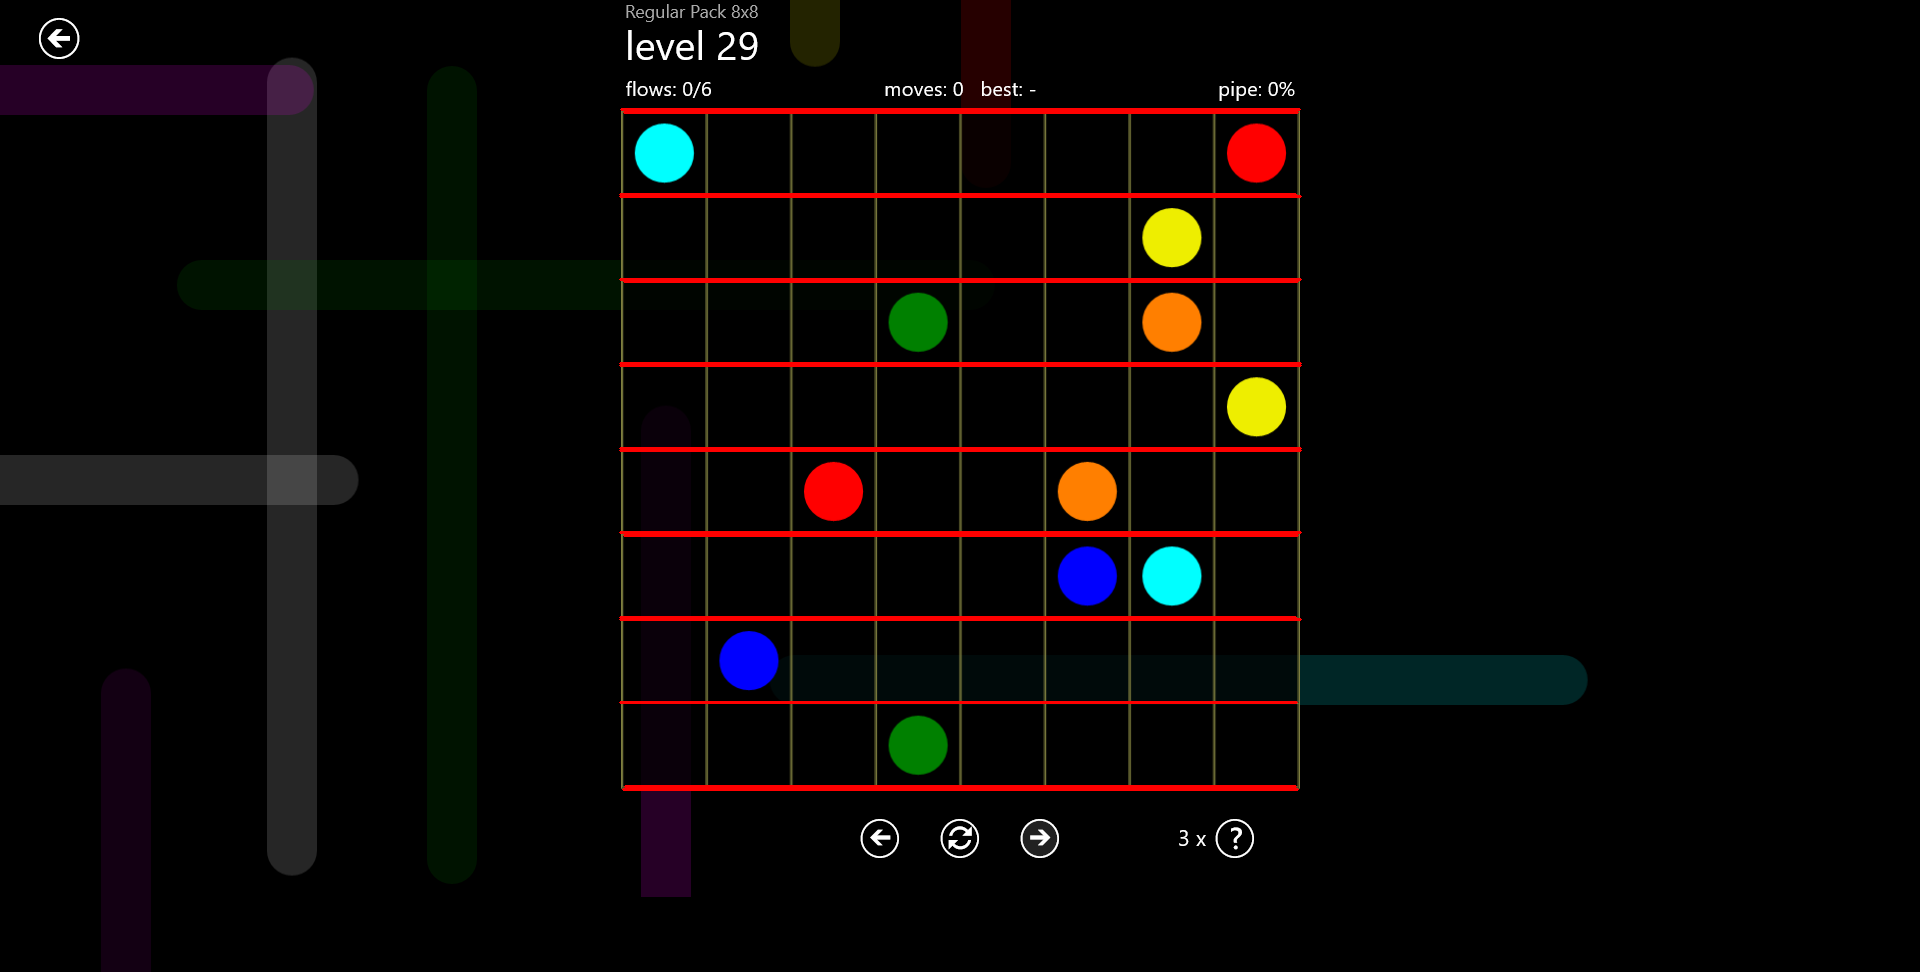 Regular Pack 8x8
level 29
flows: 0/6 moves: 0 best: - pipe: 0%
3 x ?